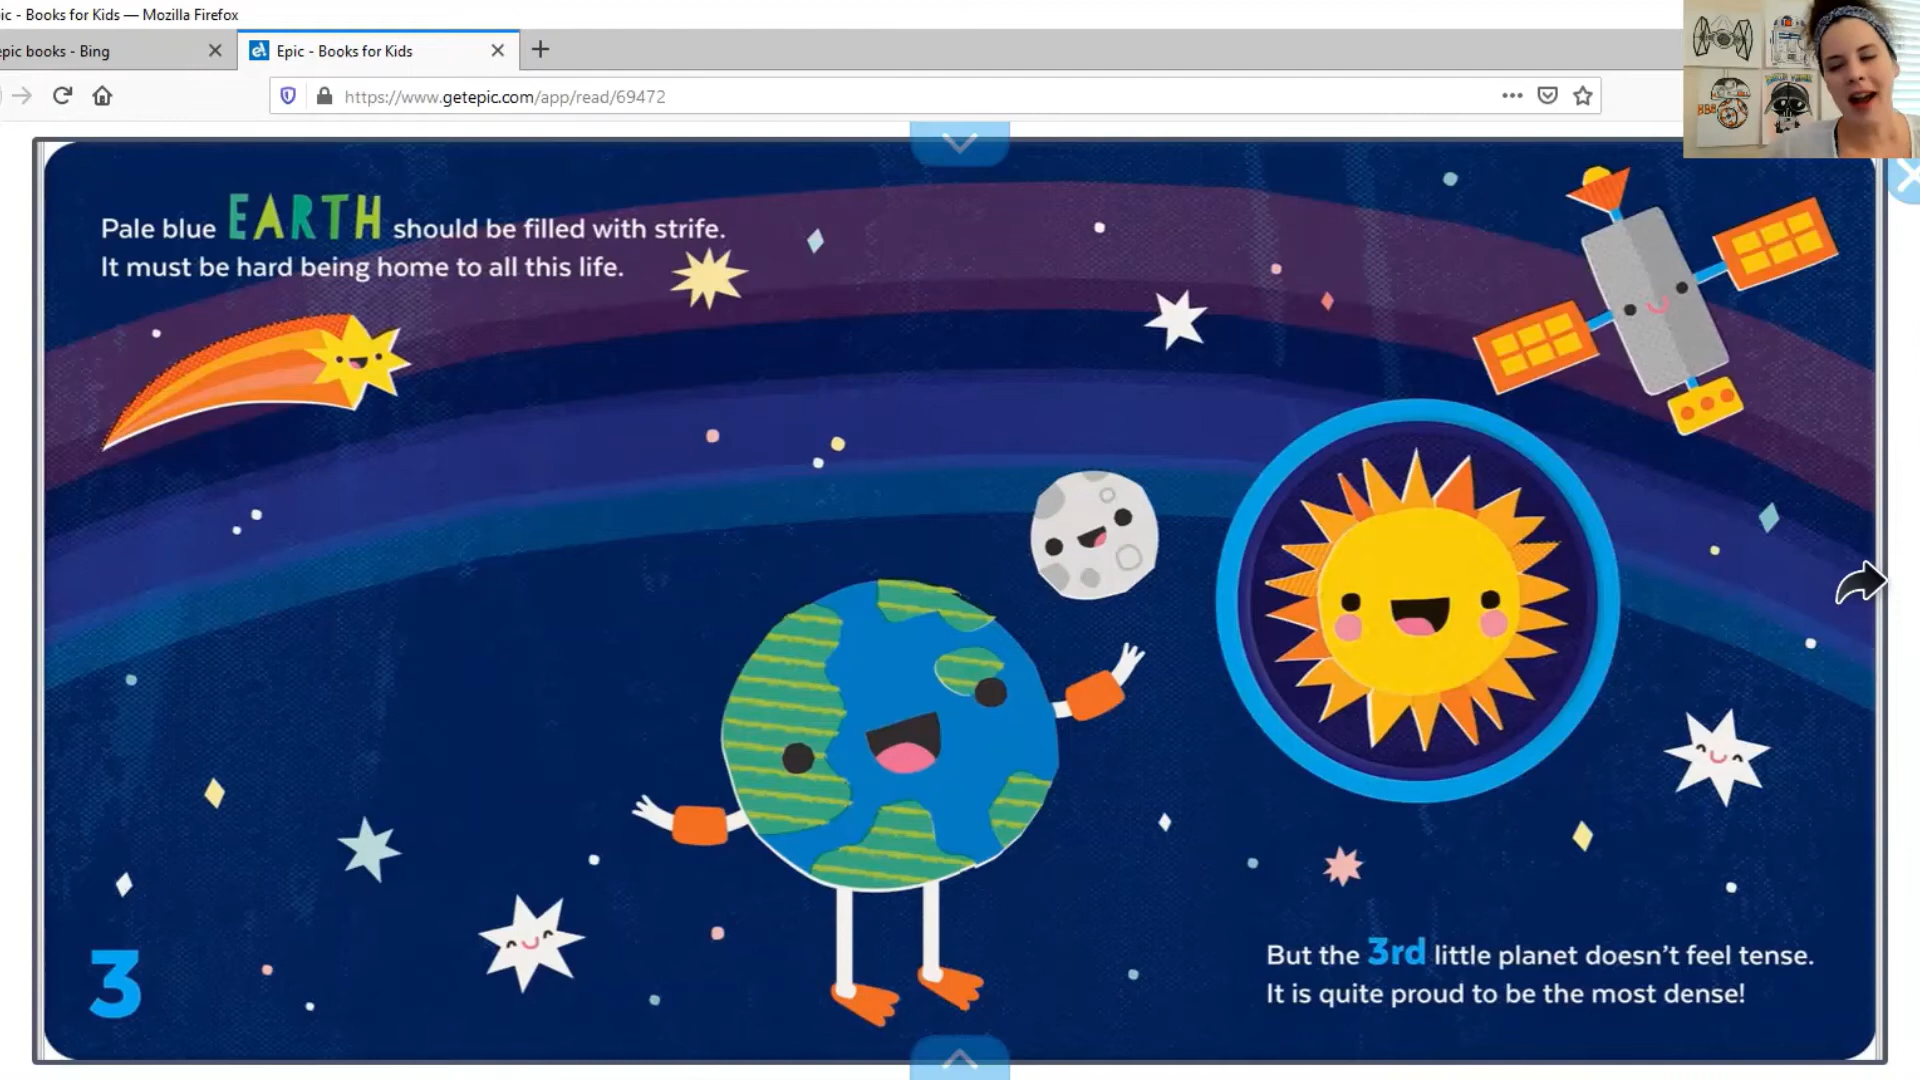 ic - Books for Kids — Mozilla Firefox
epic books - Bing
Epic - Books for Kids
https://www.getepic.com/app/read/69472
Pale blue EARTH should be filled with strife.
It must be hard being home to all this life.
3
But the 3rd little planet doesn't feel tense.
It is quite proud to be the most dense!